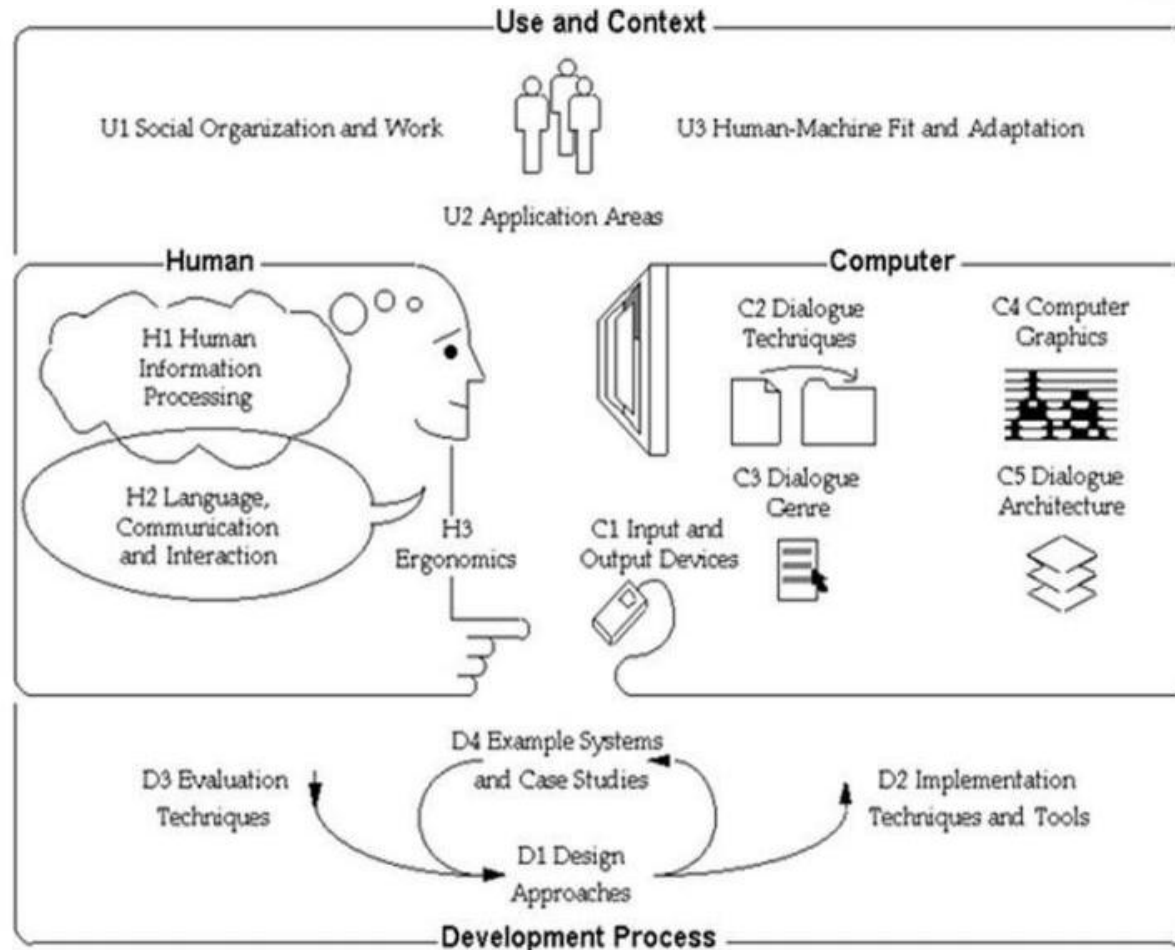 Use and Context
U1 Social Organization and Work
U3 Human-Machine Fit and Adaptation
U2 Application Areas
Human
H1 Human
Information
Processing
H2 Language,
Communication
and Interaction
H3
Ergonomics
Computer
C2 Dialogue
Techniques
C4 Computer
Graphics
C3 Dialogue
Genre
C5 Dialogue
Architecture
C1 Input and
Output Devices
D4 Example Systems
and Case Studies
D3 Evaluation
Techniques
D2 Implementation
Techniques and Tools
D1 Design
Approaches
Development Process